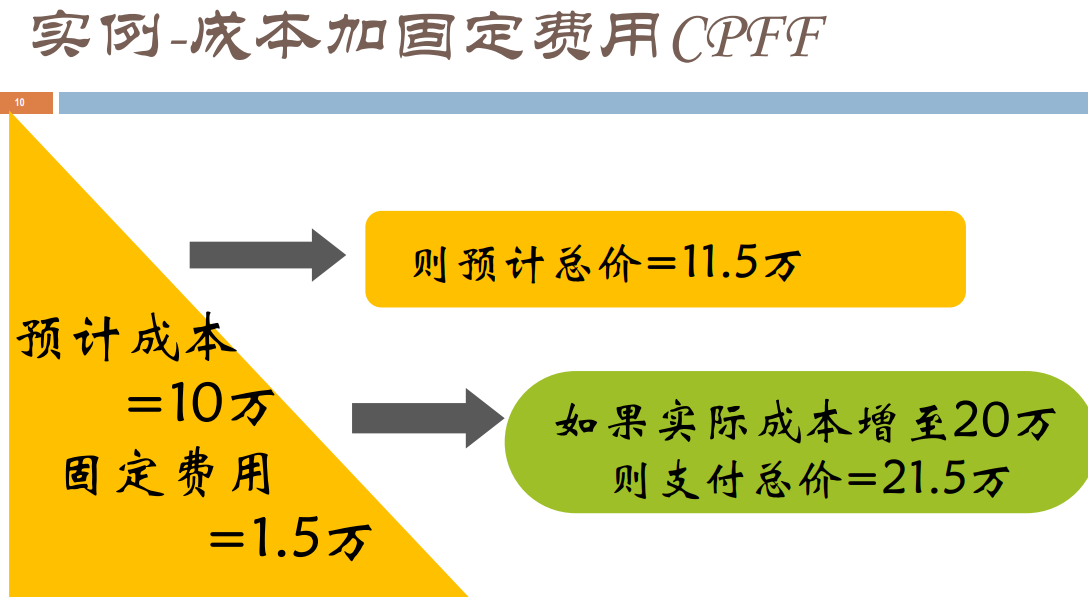 实例-成本加固定费用CPFF
10
则预计总价=11.5万
预计成本
=10万
固定费用
=1.5万
如果实际成本增至20万
则支付总价=21.5万